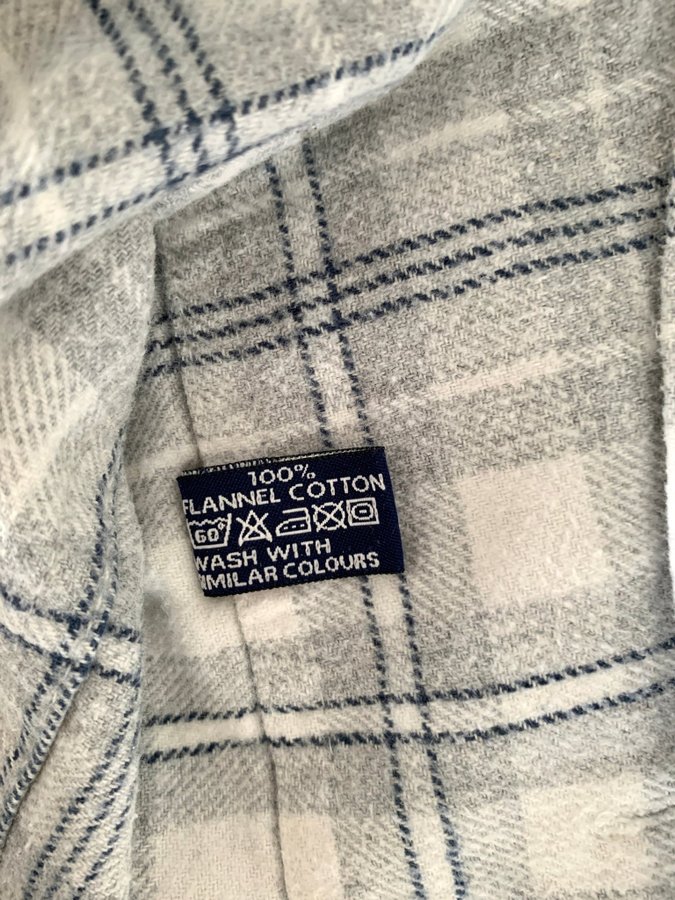 100%
FLANNEL COTTON
60°
WASH WITH
SIMILAR COLOURS